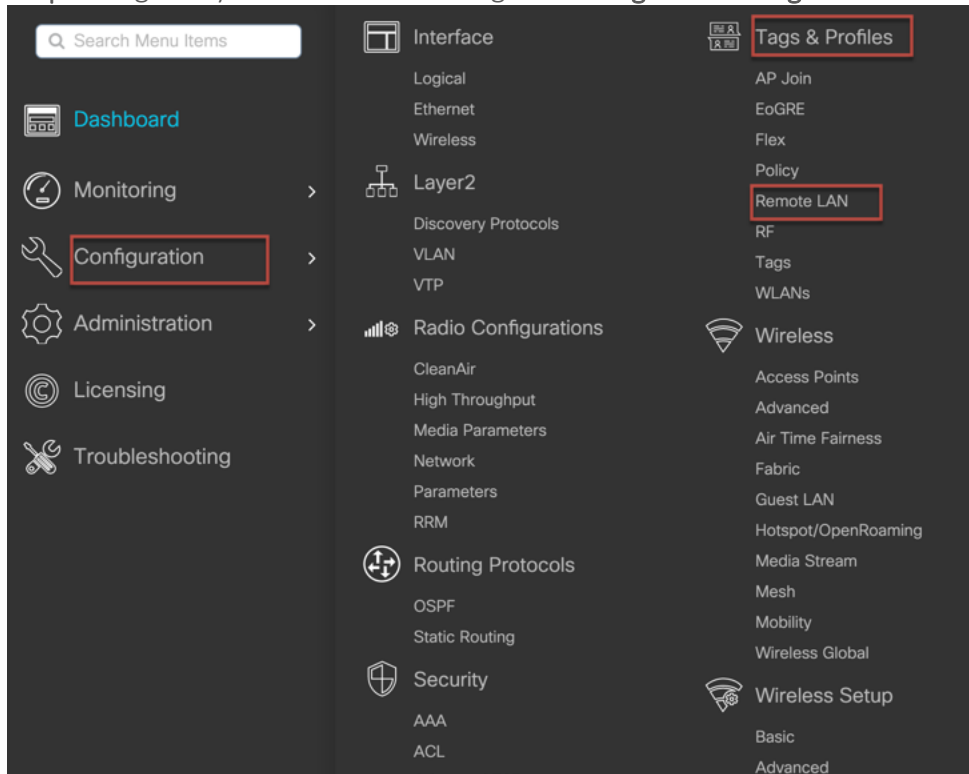 Search Menu Items
Dashboard
Monitoring
Configuration
Administration
Licensing
Troubleshooting
Interface
Logical
Ethernet
Wireless
Layer2
Discovery Protocols
VLAN
VTP
Radio Configurations
CleanAir
High Throughput
Media Parameters
Network
Parameters
RRM
Routing Protocols
OSPF
Static Routing
Security
AAA
ACL
Tags & Profiles
AP Join
EoGRE
Flex
Policy
Remote LAN
RF
Tags
WLANs
Wireless
Access Points
Advanced
Air Time Fairness
Fabric
Guest LAN
Hotspot/OpenRoaming
Media Stream
Mesh
Mobility
Wireless Global
Wireless Setup
Basic
Advanced